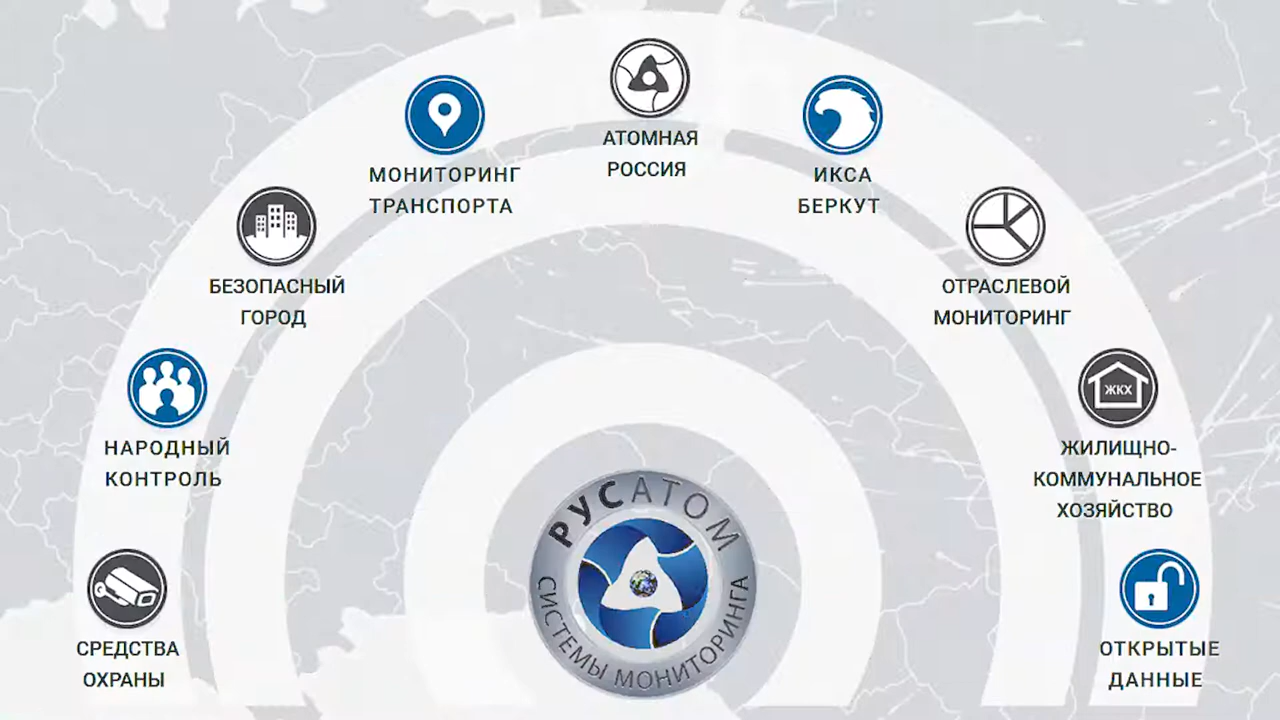 АТОМНАЯ
РОССИЯ
МОНИТОРИНГ
ТРАНСПОРТА
ИКСА
БЕРКУТ
БЕЗОПАСНЫЙ
ГОРОД
ОТРАСЛЕВОЙ
МОНИТОРИНГ
НАРОДНЫЙ
КОНТРОЛЬ
ЖКХ
ЖИЛИЩНО-
КОММУНАЛЬНОЕ
ХОЗЯЙСТВО
СРЕДСТВА
ОХРАНЫ
РУСАТОМ
СИСТЕМЫ МОНИТОРИНГА
ОТКРЫТЫЕ
ДАННЫЕ